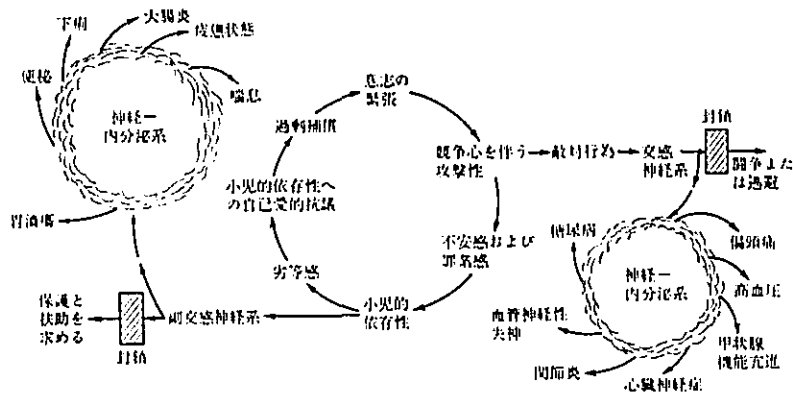 下痢
大腸炎
疲憊状態
便秘
喘息
神経ー
内分泌系
胃潰瘍
意志の
緊張
過剰補償
小児的依存性へ
の自己愛的抗議
劣等感
小児的
依存性
不安感および
罪名感
競争心を伴う
攻撃性
敵対行為
交感
神経系
封鎖
闘争また
は逃避
副交感神経系
保護と
扶助を
求める
封鎖
糖尿病
偏頭痛
神経ー
内分泌系
高血圧
血管神経性
失神
甲状腺
機能亢進
関節炎
心臓神経症